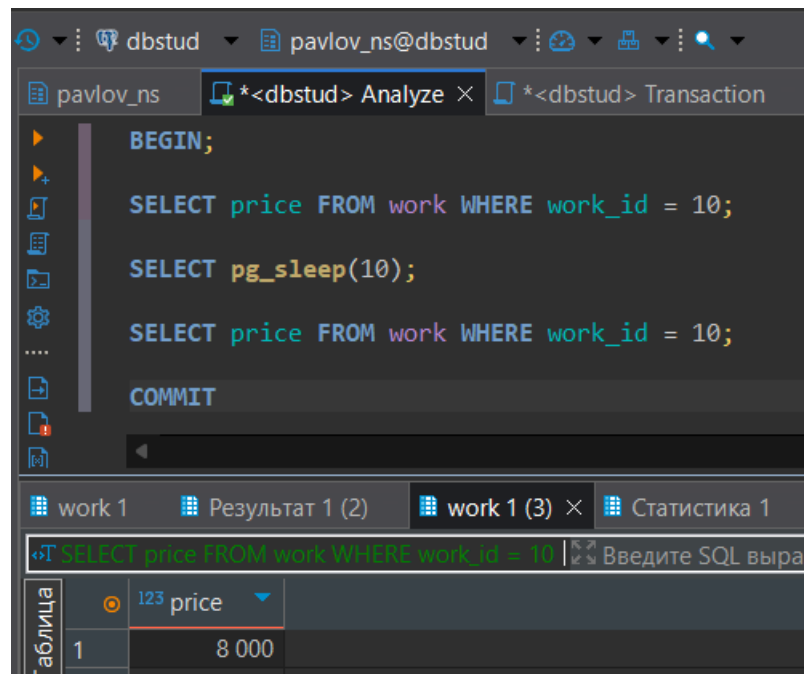 dbstud pavlov_ns@dbstud
pavlov_ns *<dbstud> Analyze *<dbstud> Transaction
BEGIN;
SELECT price FROM work WHERE work_id = 10;
SELECT pg_sleep(10);
SELECT price FROM work WHERE work_id = 10;
COMMIT
work 1 Результат 1 (2) work 1 (3) Статистика 1
SELECT price FROM work WHERE work_id = 10 Введите SQL выра
Таблица
123 price
1 8 000